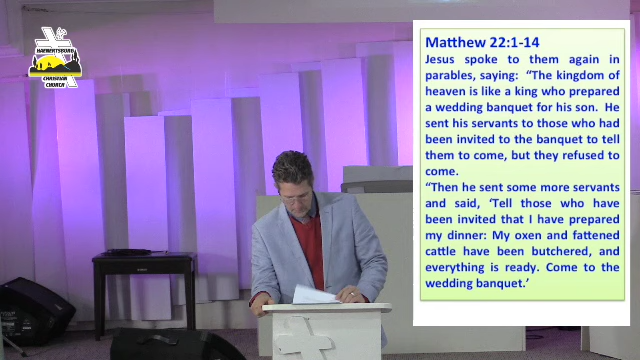 HAENERTSBURG
CHRISTIAN
CHURCH
Matthew 22:1-14
Jesus spoke to them again in
parables, saying: “The kingdom of
heaven is like a king who prepared
a wedding banquet for his son. He
sent his servants to those who had
been invited to the banquet to tell
them to come, but they refused to
come.
“Then he sent some more servants
and said, ‘Tell those who have
been invited that I have prepared
my dinner: My oxen and fattened
cattle have been butchered, and
everything is ready. Come to the
wedding banquet.’